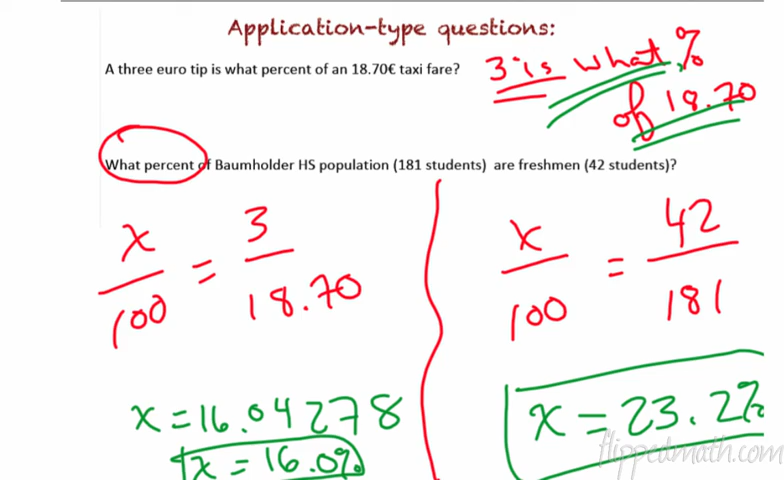 Application-type questions:
A three euro tip is what percent of an 18.70€ taxi fare?
3 is what %
of 18.70
What percent of Baumholder HS population (181 students) are freshmen (42 students)?
x/100 = 3/18.70
x/100 = 42/181
x = 16.04278
x = 16.0%
x = 23.2%
flippedmath.com